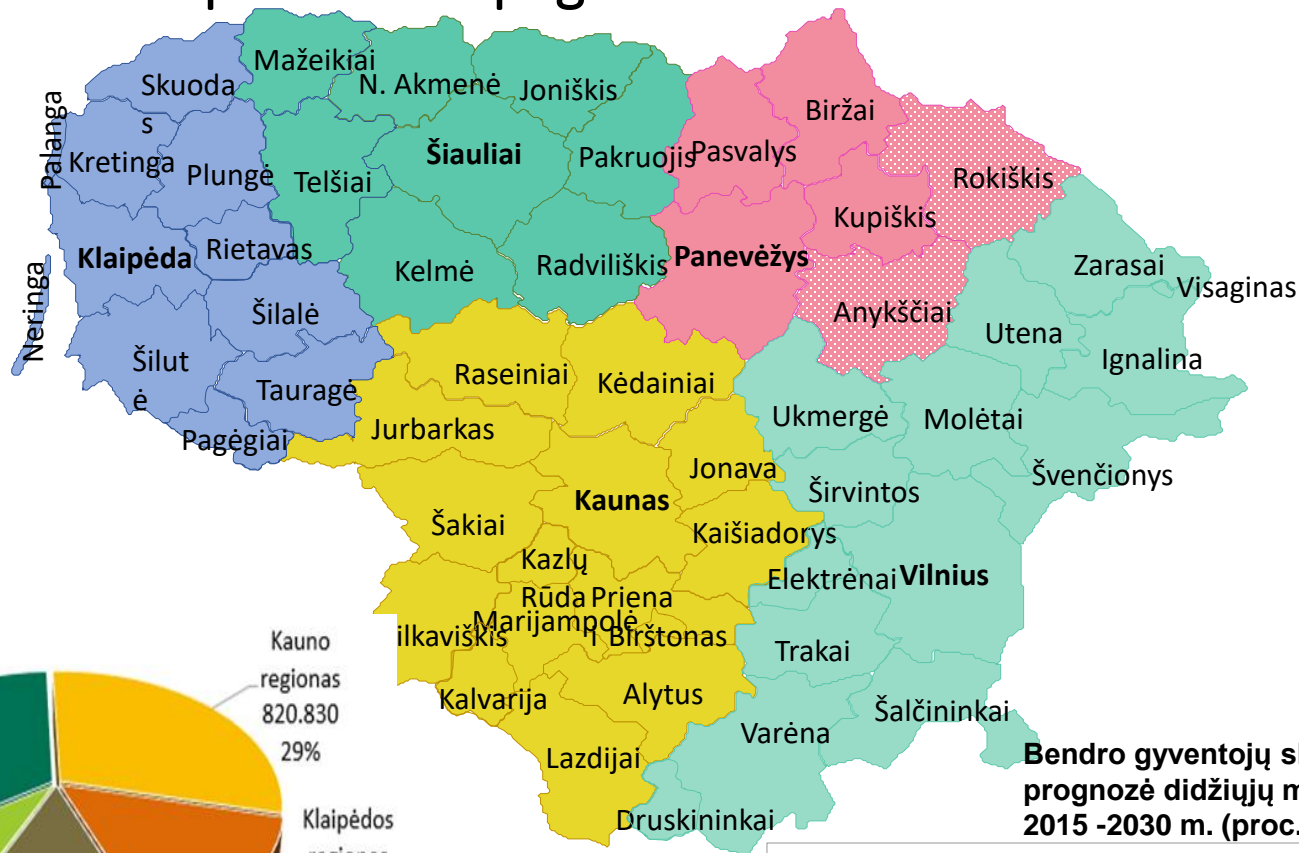 Mažeikiai
Skuoda
s
N. Akmenė
Joniškis
Biržai
Palanga
Kretinga
Plungė
Telšiai
Šiauliai
Pakruojis
Pasvalys
Rokiškis
Kupiškis
Klaipėda
Rietavas
Kelmė
Radviliškis
Panevėžys
Zarasai
Visaginas
Neringa
Šilalė
Anykščiai
Utena
Ignalina
Šilut
ė
Tauragė
Raseiniai
Kėdainiai
Pagėgiai
Jurbarkas
Ukmergė
Molėtai
Jonava
Širvintos
Švenčionys
Šakiai
Kaunas
Kaišiadorys
Kazlų
Rūda
Elektrėnai
Vilnius
Priena
i
Marijampolė
ilkaviškis
Birštonas
Trakai
Kalvarija
Alytus
Varėna
Šalčininkai
Lazdijai
Druskininkai
Kauno
regionas
820.830
29%
Klaipėdos
Bendro gyventojų s
prognozė didžiųjų m
2015 -2030 m. (proc.